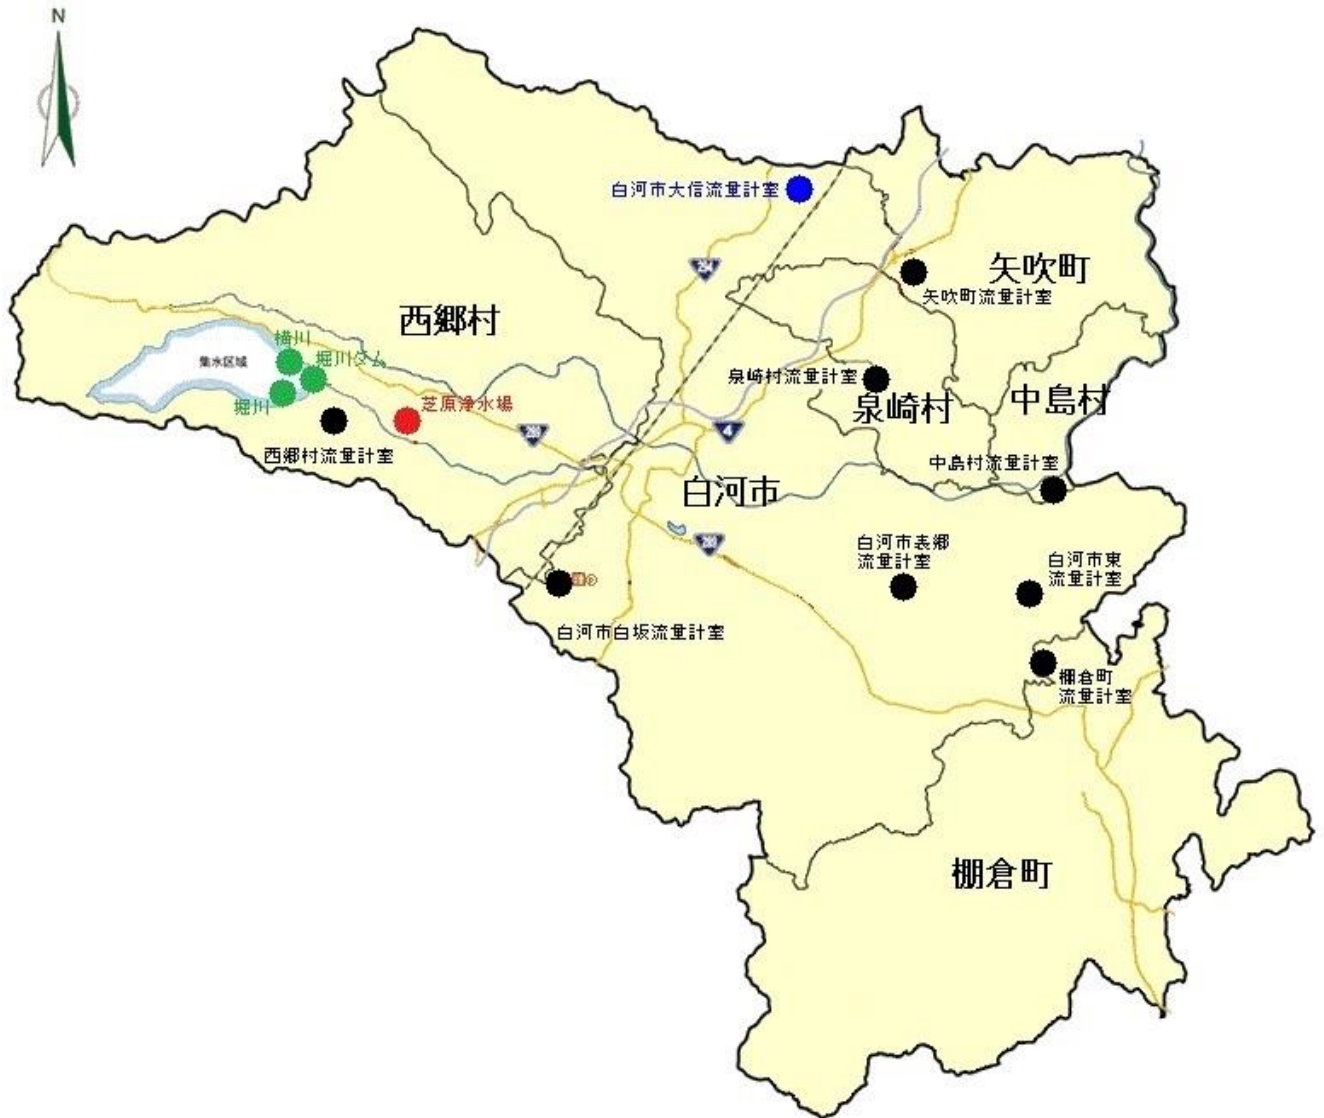 N
白河市大信流量計室
294
矢吹町
矢吹町流量計室
西郷村
横川
堀川ダム
集水区域
泉崎村流量計室
泉崎村
中島村
堀川
芝原浄水場
289
4
西郷村流量計室
中島村流量計室
白河市
289
白河市表郷
流量計室
白河市東
流量計室
白河市白坂流量計室
棚倉町
流量計室
棚倉町